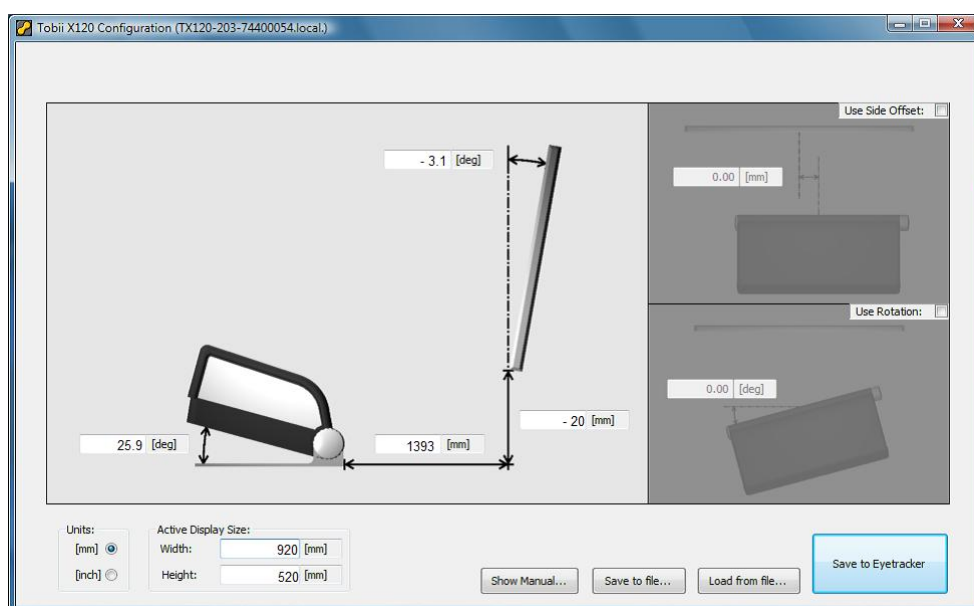 Tobii X120 Configuration (TX120-203-74400054.local.)
Use Side Offset:
- 3.1 [deg]
0.00 [mm]
Use Rotation:
0.00 [deg]
- 20 [mm]
25.9 [deg]
1393 [mm]
Units:
[mm]
[inch]
Active Display Size:
Width: 920 [mm]
Height: 520 [mm]
Show Manual...
Save to file...
Load from file...
Save to Eyetracker